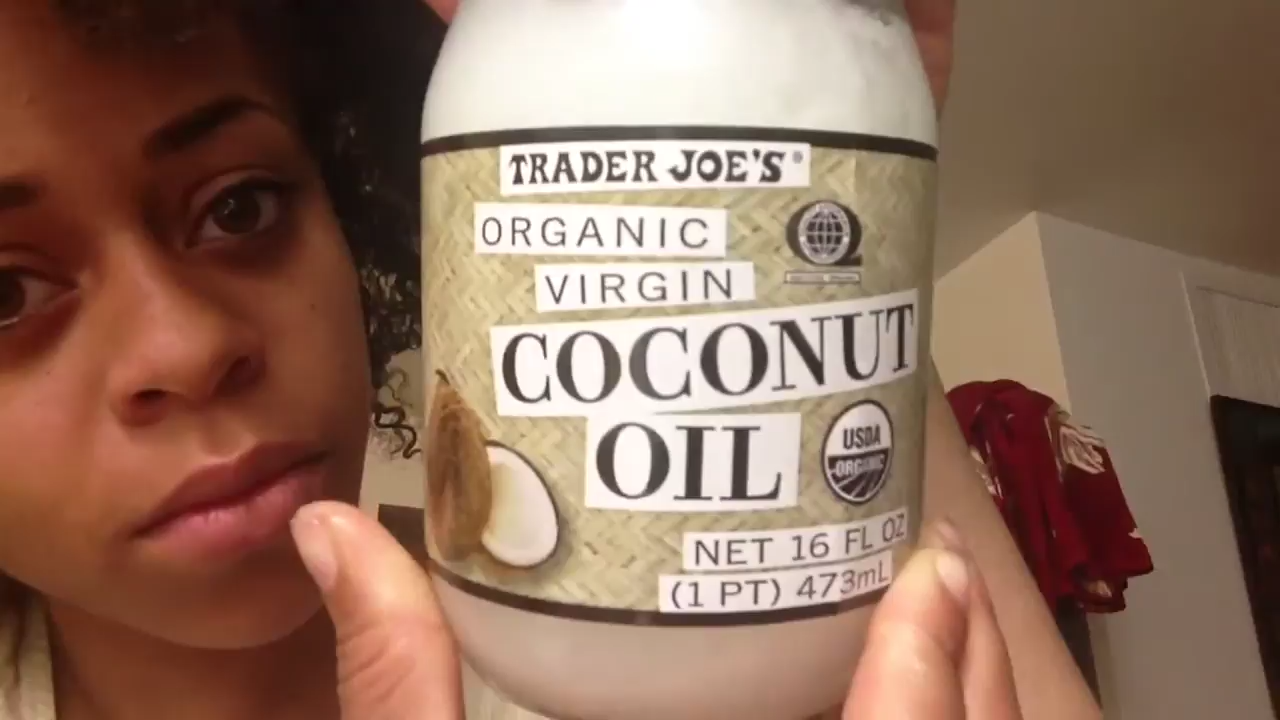 TRADER JOE'S®
ORGANIC
VIRGIN
COCONUT
OIL
USDA
ORGANIC
NET 16 FL OZ
(1 PT) 473mL